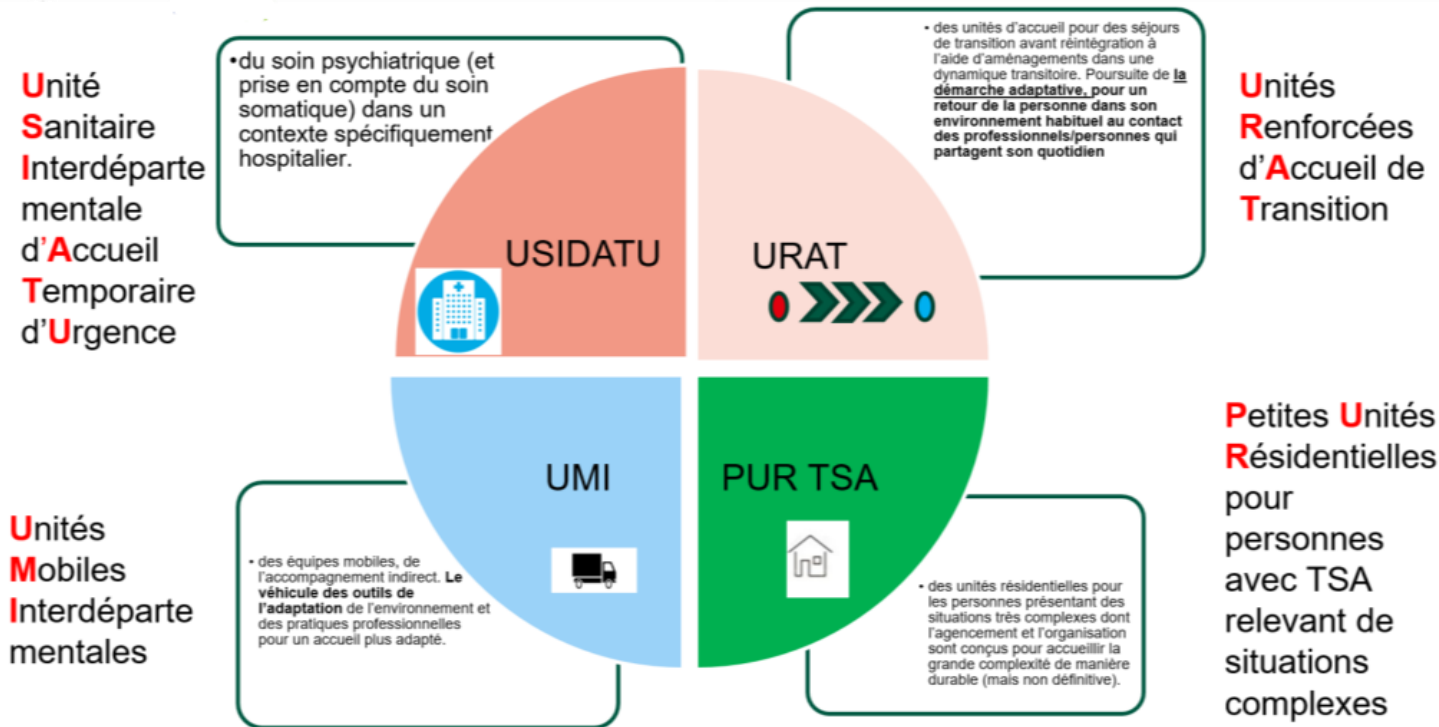 Unité
Sanitaire
Interdéparte
mentale
d'Accueil
Temporaire
d'Urgence
•du soin psychiatrique (et
prise en compte du soin
somatique) dans un
contexte spécifiquement
hospitalier.
USIDATU
• des unités d'accueil pour des séjours
de transition avant réintégration à
l'aide d'aménagements dans une
dynamique transitoire. Poursuite de la
démarche adaptative, pour un
retour de la personne dans son
environnement habituel au contact
des professionnels/personnes qui
partagent son quotidien
URAT
Unités
Renforcées
d'Accueil de
Transition
Unités
Mobiles
Interdéparte
mentales
• des équipes mobiles, de
l'accompagnement indirect. Le
véhicule des outils de
l'adaptation de l'environnement et
des pratiques professionnelles
pour un accueil plus adapté.
UMI
PUR TSA
• des unités résidentielles pour
les personnes présentant des
situations très complexes dont
l'agencement et l'organisation
sont conçus pour accueillir la
grande complexité de manière
durable (mais non définitive).
Petites Unités
Résidentielles
pour
personnes
avec TSA
relevant de
situations
complexes